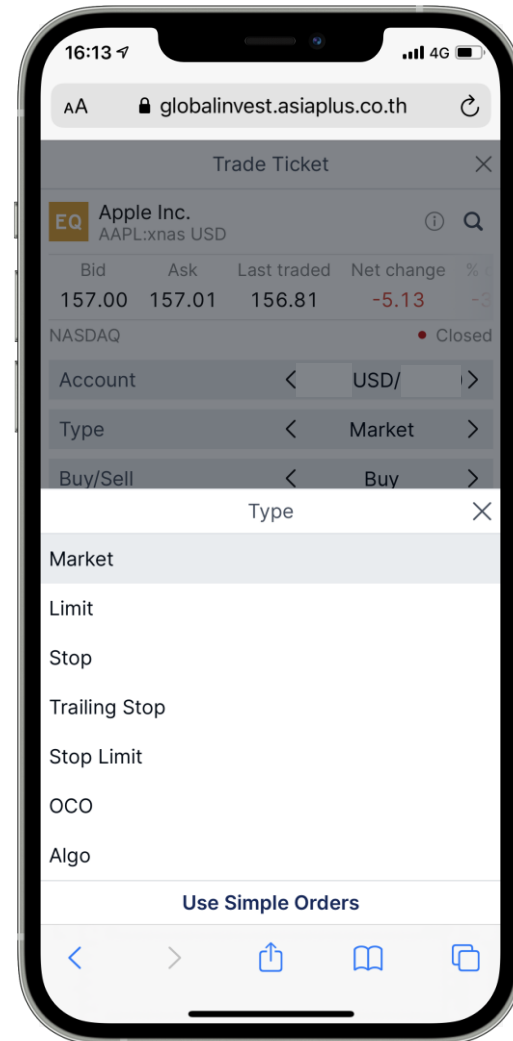 16:13
4G
AA globalinvest.asiaplus.co.th
Trade Ticket
EQ Apple Inc.
AAPL:xnas USD
Bid Ask Last traded Net change %
157.00 157.01 156.81 -5.13 -3
NASDAQ Closed
Account USD/
Type Market
Buy/Sell Buy
Type
Market
Limit
Stop
Trailing Stop
Stop Limit
OCO
Algo
Use Simple Orders